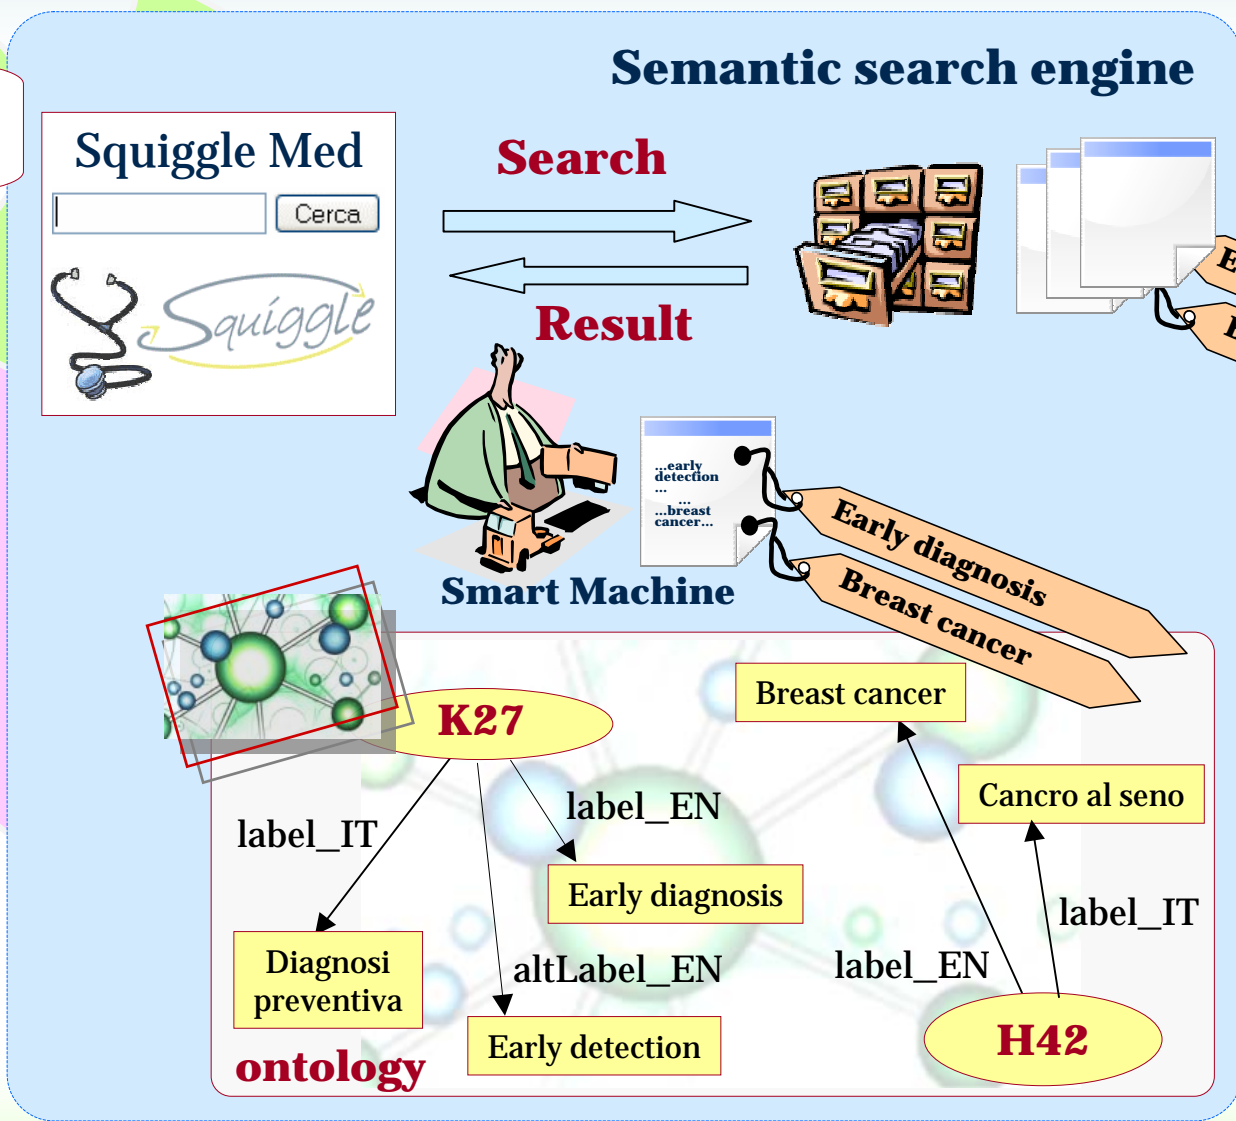 Semantic search engine
Squiggle Med
Cerca
Squiggle
Search
Result
E
E
...early
detection
...
...
...breast
cancer...
Early diagnosis
Breast cancer
Smart Machine
K27
label_IT
label_EN
altLabel_EN
Early diagnosis
Diagnosi
preventiva
Early detection
Breast cancer
Cancro al seno
label_EN
label_IT
H42
ontology